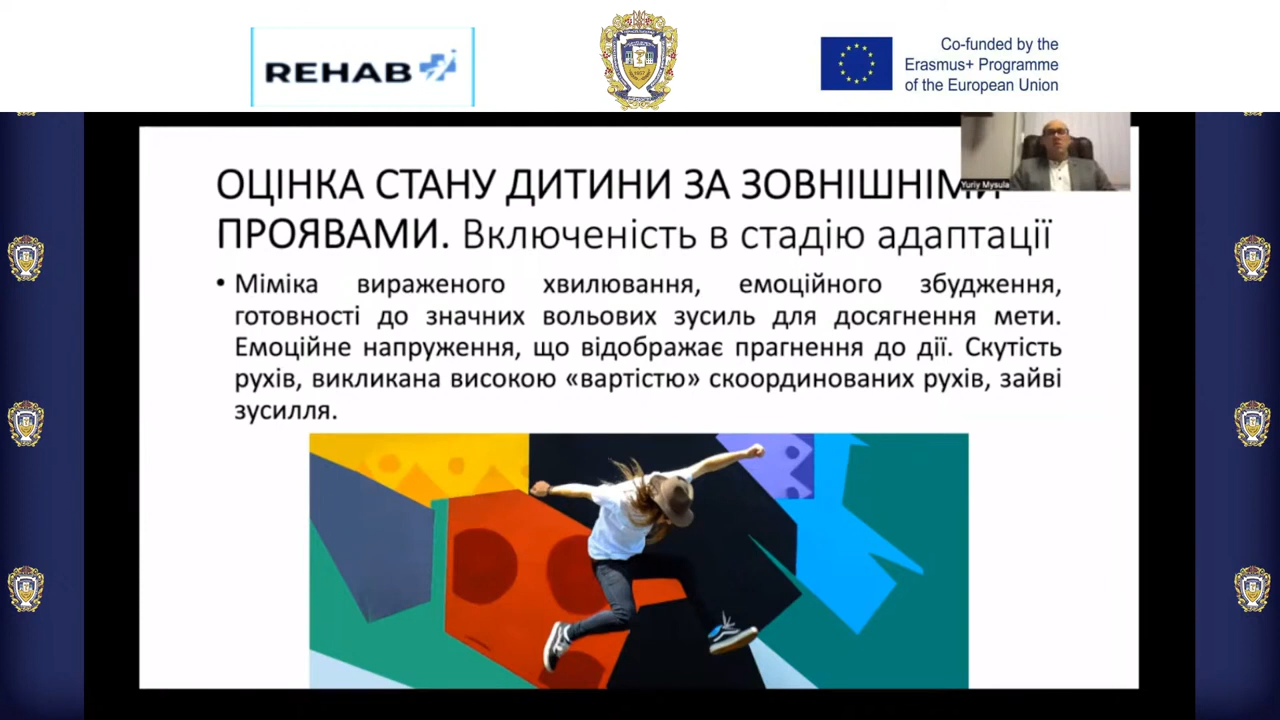 REHAB
Co-funded by the
Erasmus+ Programme
of the European Union
Yuriy Mysula
ОЦІНКА СТАНУ ДИТИНИ ЗА ЗОВНІШНІМИ
ПРОЯВАМИ. Включеність в стадію адаптації
• Міміка вираженого хвилювання, емоційного збудження,
готовності до значних вольових зусиль для досягнення мети.
Емоційне напруження, що відображає прагнення до дії. Скутість
рухів, викликана високою «вартістю» скоординованих рухів, зайві
зусилля.